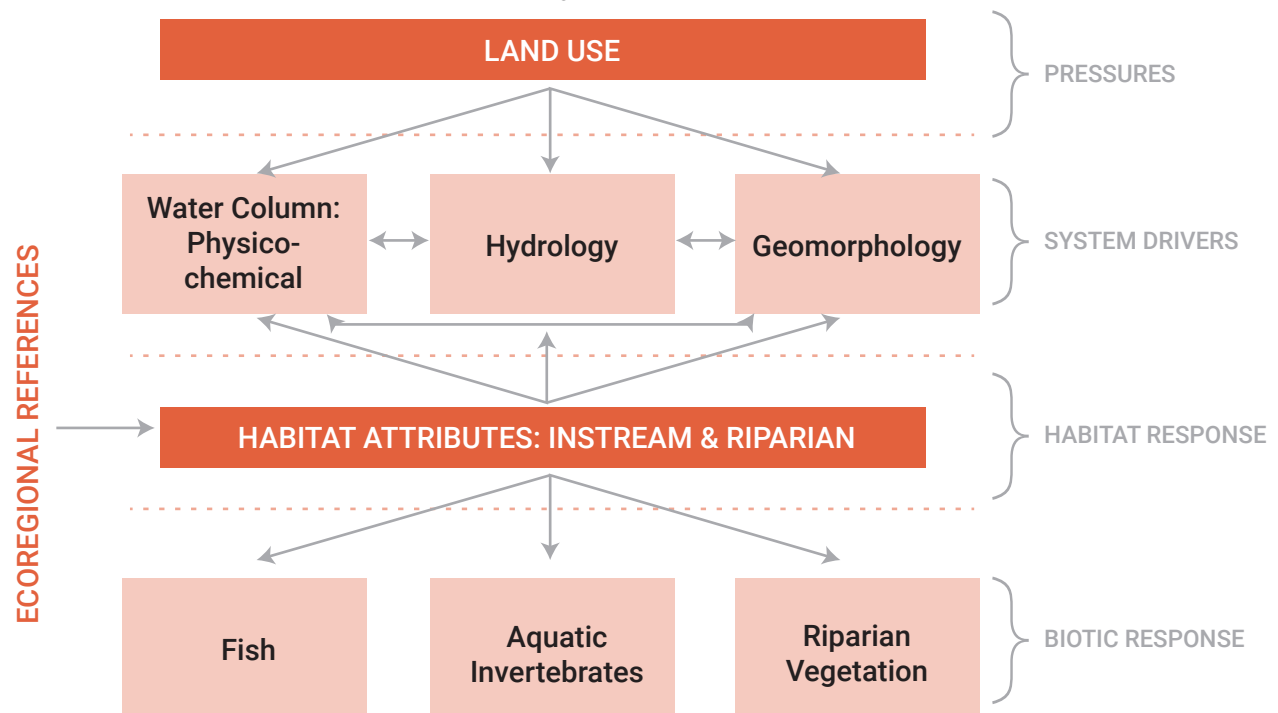 LAND USE
PRESSURES
Water Column:
Physico-
chemical
Hydrology
Geomorphology
SYSTEM DRIVERS
ECOREGIONAL REFERENCES
HABITAT ATTRIBUTES: INSTREAM & RIPARIAN
HABITAT RESPONSE
Fish
Aquatic
Invertebrates
Riparian
Vegetation
BIOTIC RESPONSE